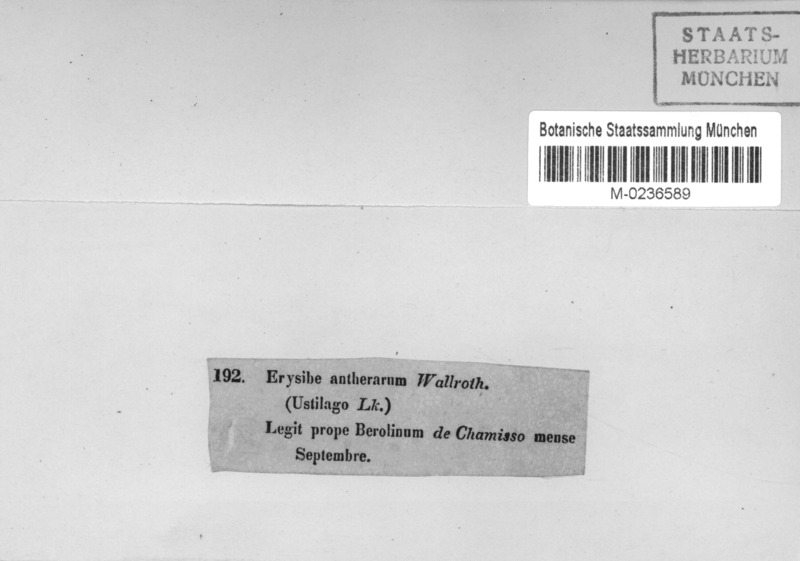 STAATS-
HERBARIUM
MÜNCHEN
Botanische Staatssammlung München
M-0236589
192. Erysibe antherarum Wallroth.
(Ustilago Lk.)
Legit prope Berolinum de Chamisso mense
Septembre.